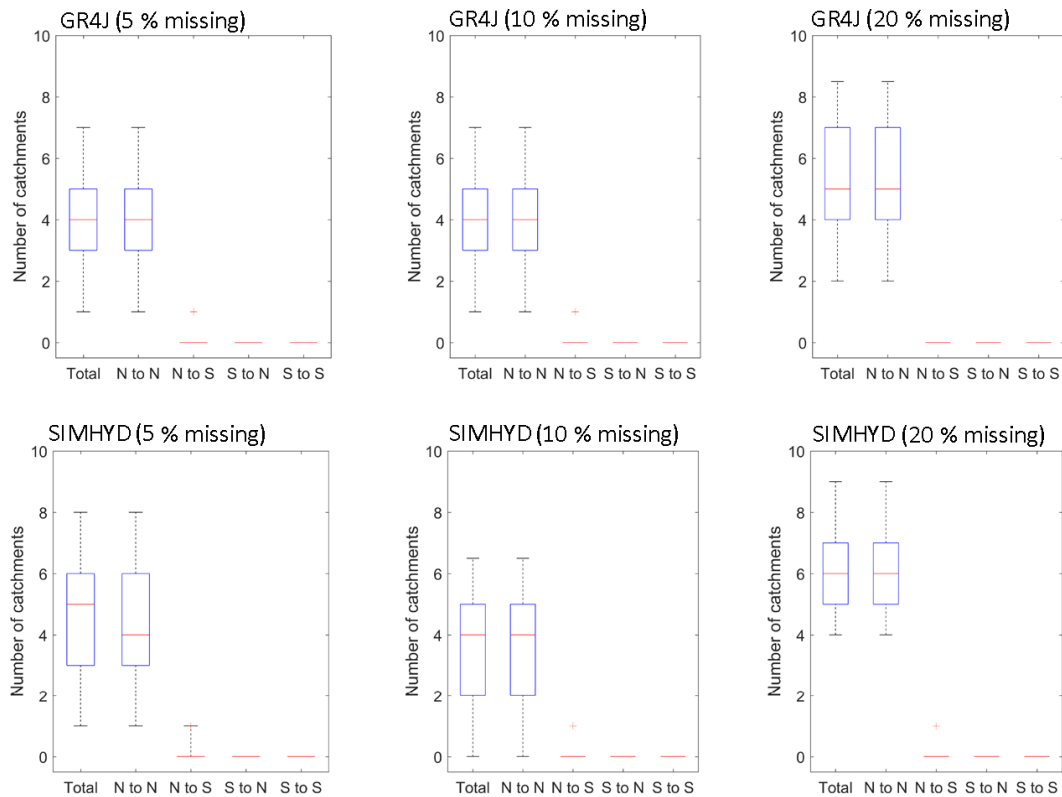 GR4J (5 % missing)
GR4J (10 % missing)
GR4J (20 % missing)
Number of catchments
10
8
6
4
2
0
Total N to N N to S S to N S to S
Number of catchments
10
8
6
4
2
0
Total N to N N to S S to N S to S
Number of catchments
10
8
6
4
2
0
Total N to N N to S S to N S to S
SIMHYD (5 % missing)
SIMHYD (10 % missing)
SIMHYD (20 % missing)
Number of catchments
10
8
6
4
2
0
Total N to N N to S S to N S to S
Number of catchments
10
8
6
4
2
0
Total N to N N to S S to N S to S
Number of catchments
10
8
6
4
2
0
Total N to N N to S S to N S to S